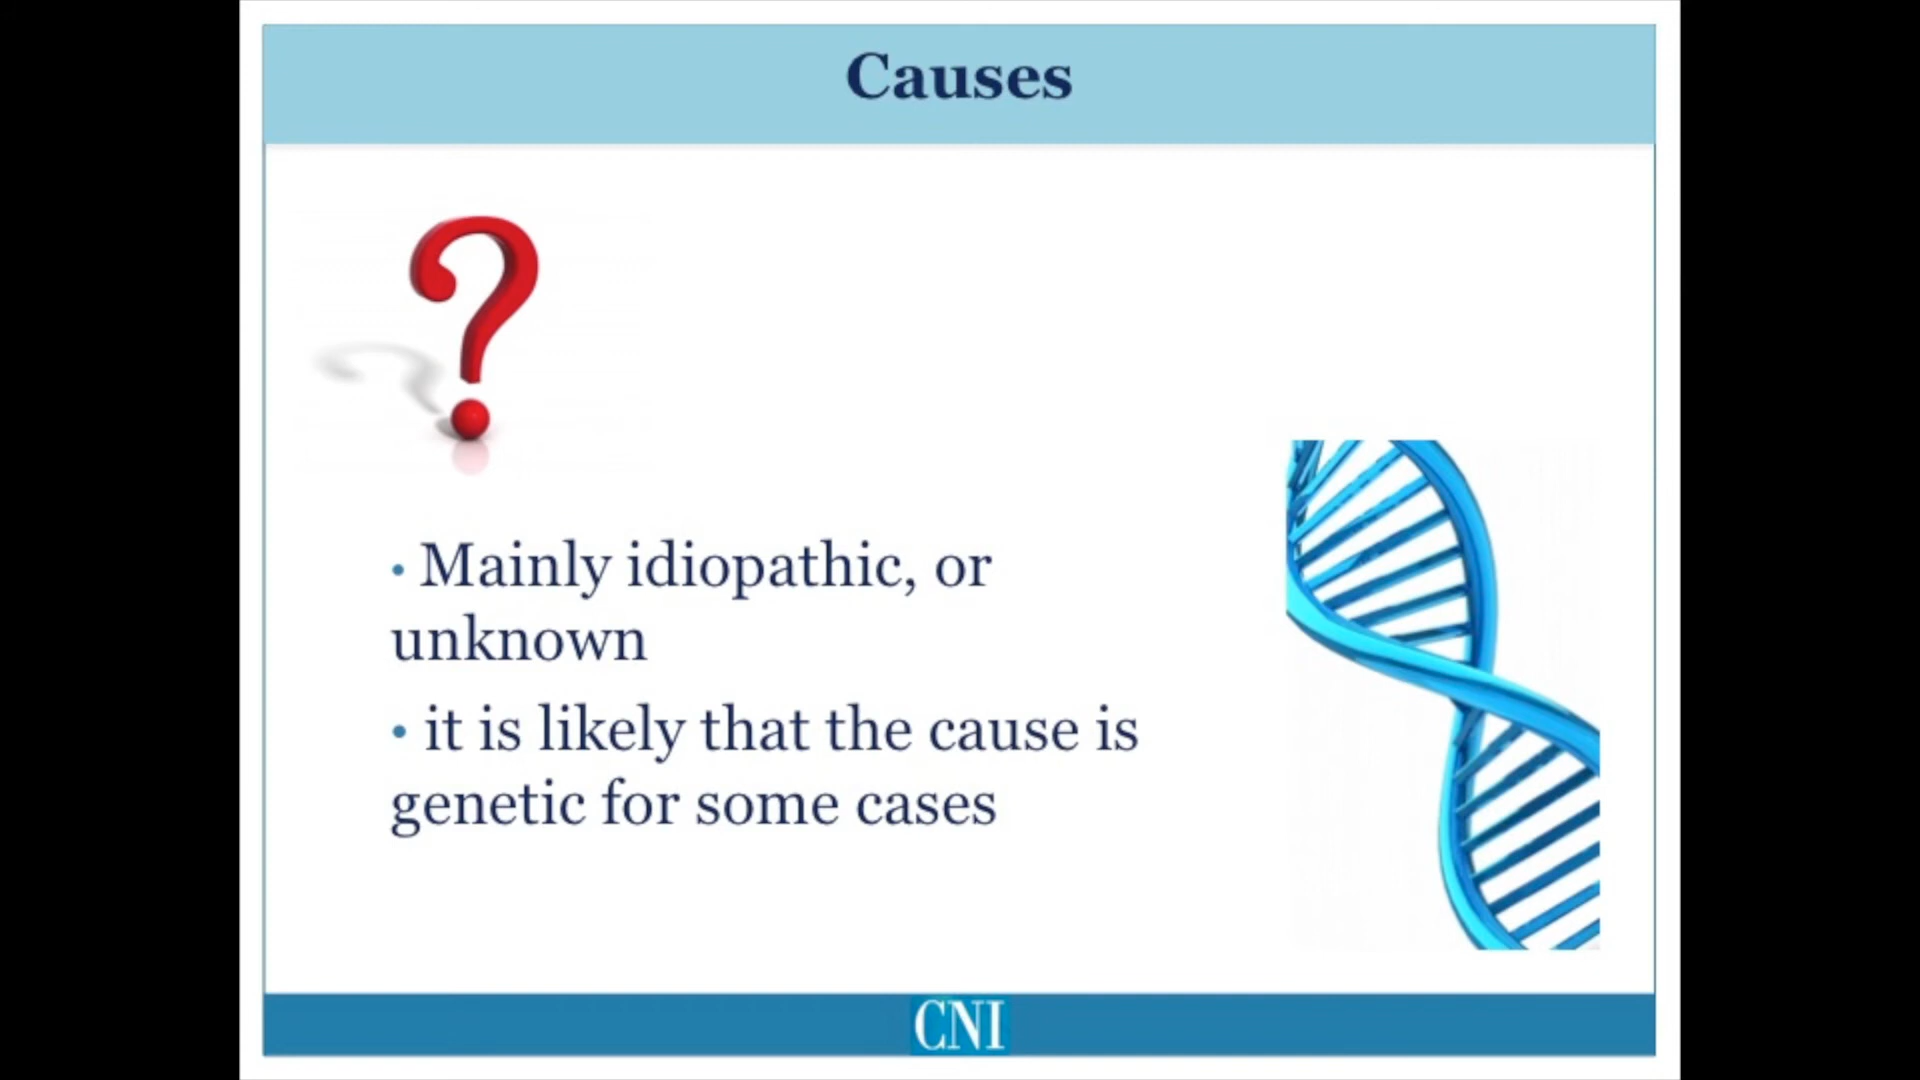 Causes
• Mainly idiopathic, or
unknown
• it is likely that the cause is
genetic for some cases
CNI